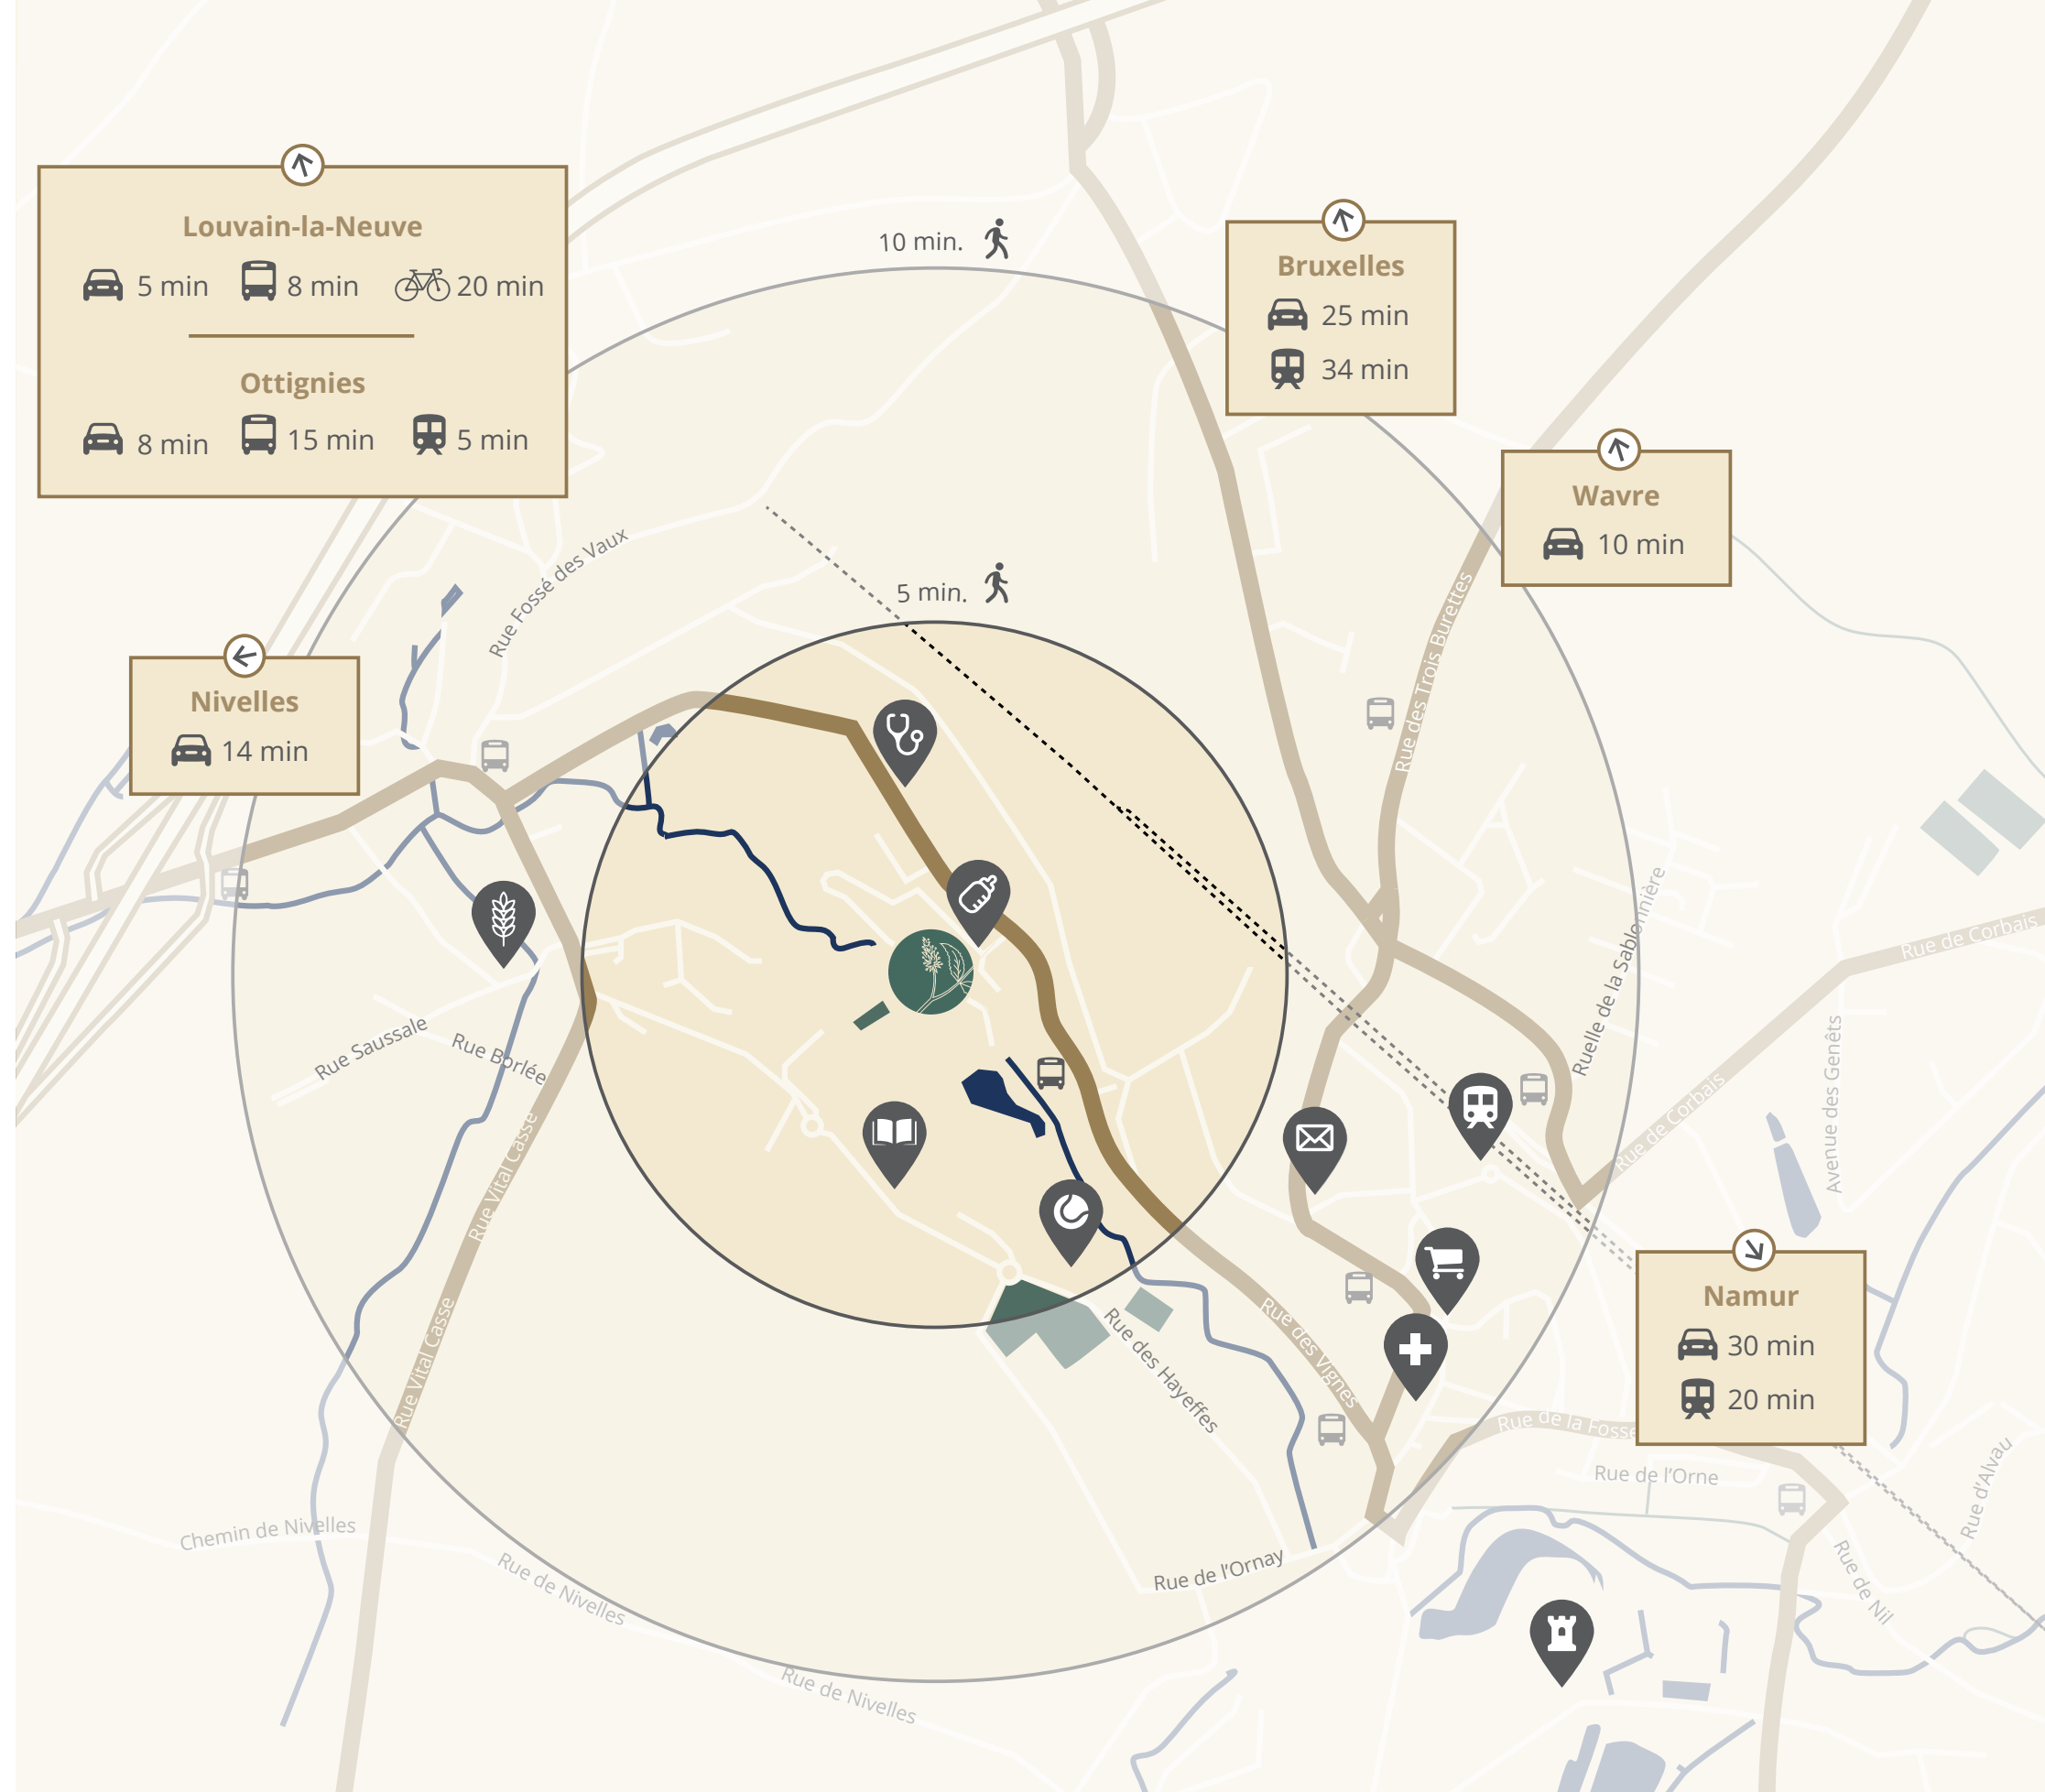 Louvain-la-Neuve
5 min 8 min 20 min
Ottignies
8 min 15 min 5 min
10 min.
Bruxelles
25 min
34 min
Wavre
10 min
5 min.
Nivelles
14 min
Rue Fossé des Vaux
Rue des Trois Burettes
Ruelle de la Sablonnière
Rue de Corbais
Rue de Corbais
Avenue des Genêts
Rue Saussale
Rue Borlée
Rue Vital Casse
Rue Vital Casse
Namur
30 min
20 min
Rue des Vignes
Rue des Hayeffes
Rue de la Fosse
Rue de l'Orne
Rue d'Alvau
Rue de Nil
Chemin de Nivelles
Rue de Nivelles
Rue de l'Ornay
Rue de Nivelles